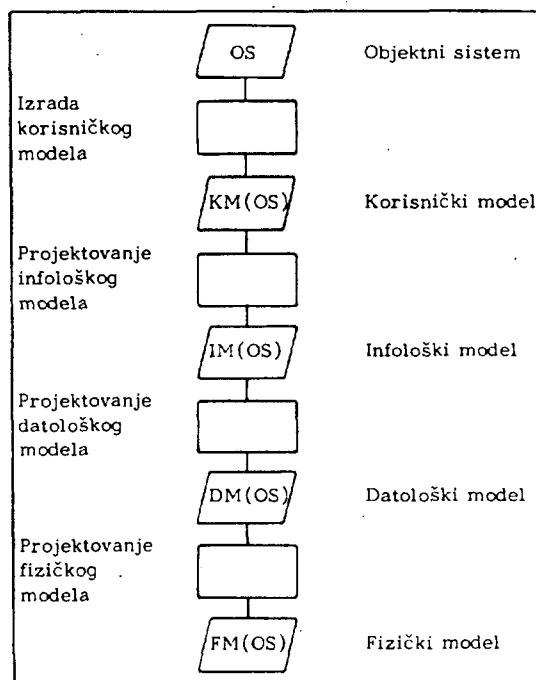 OS
Objektni sistem
Izrada
korisničkog
modela
KM(OS)
Korisnički model
Projektovanje
infološkog
modela
IM(OS)
Infološki model
Projektovanje
datološkog
modela
DM(OS)
Datološki model
Projektovanje
fizičkog
modela
FM(OS)
Fizički model